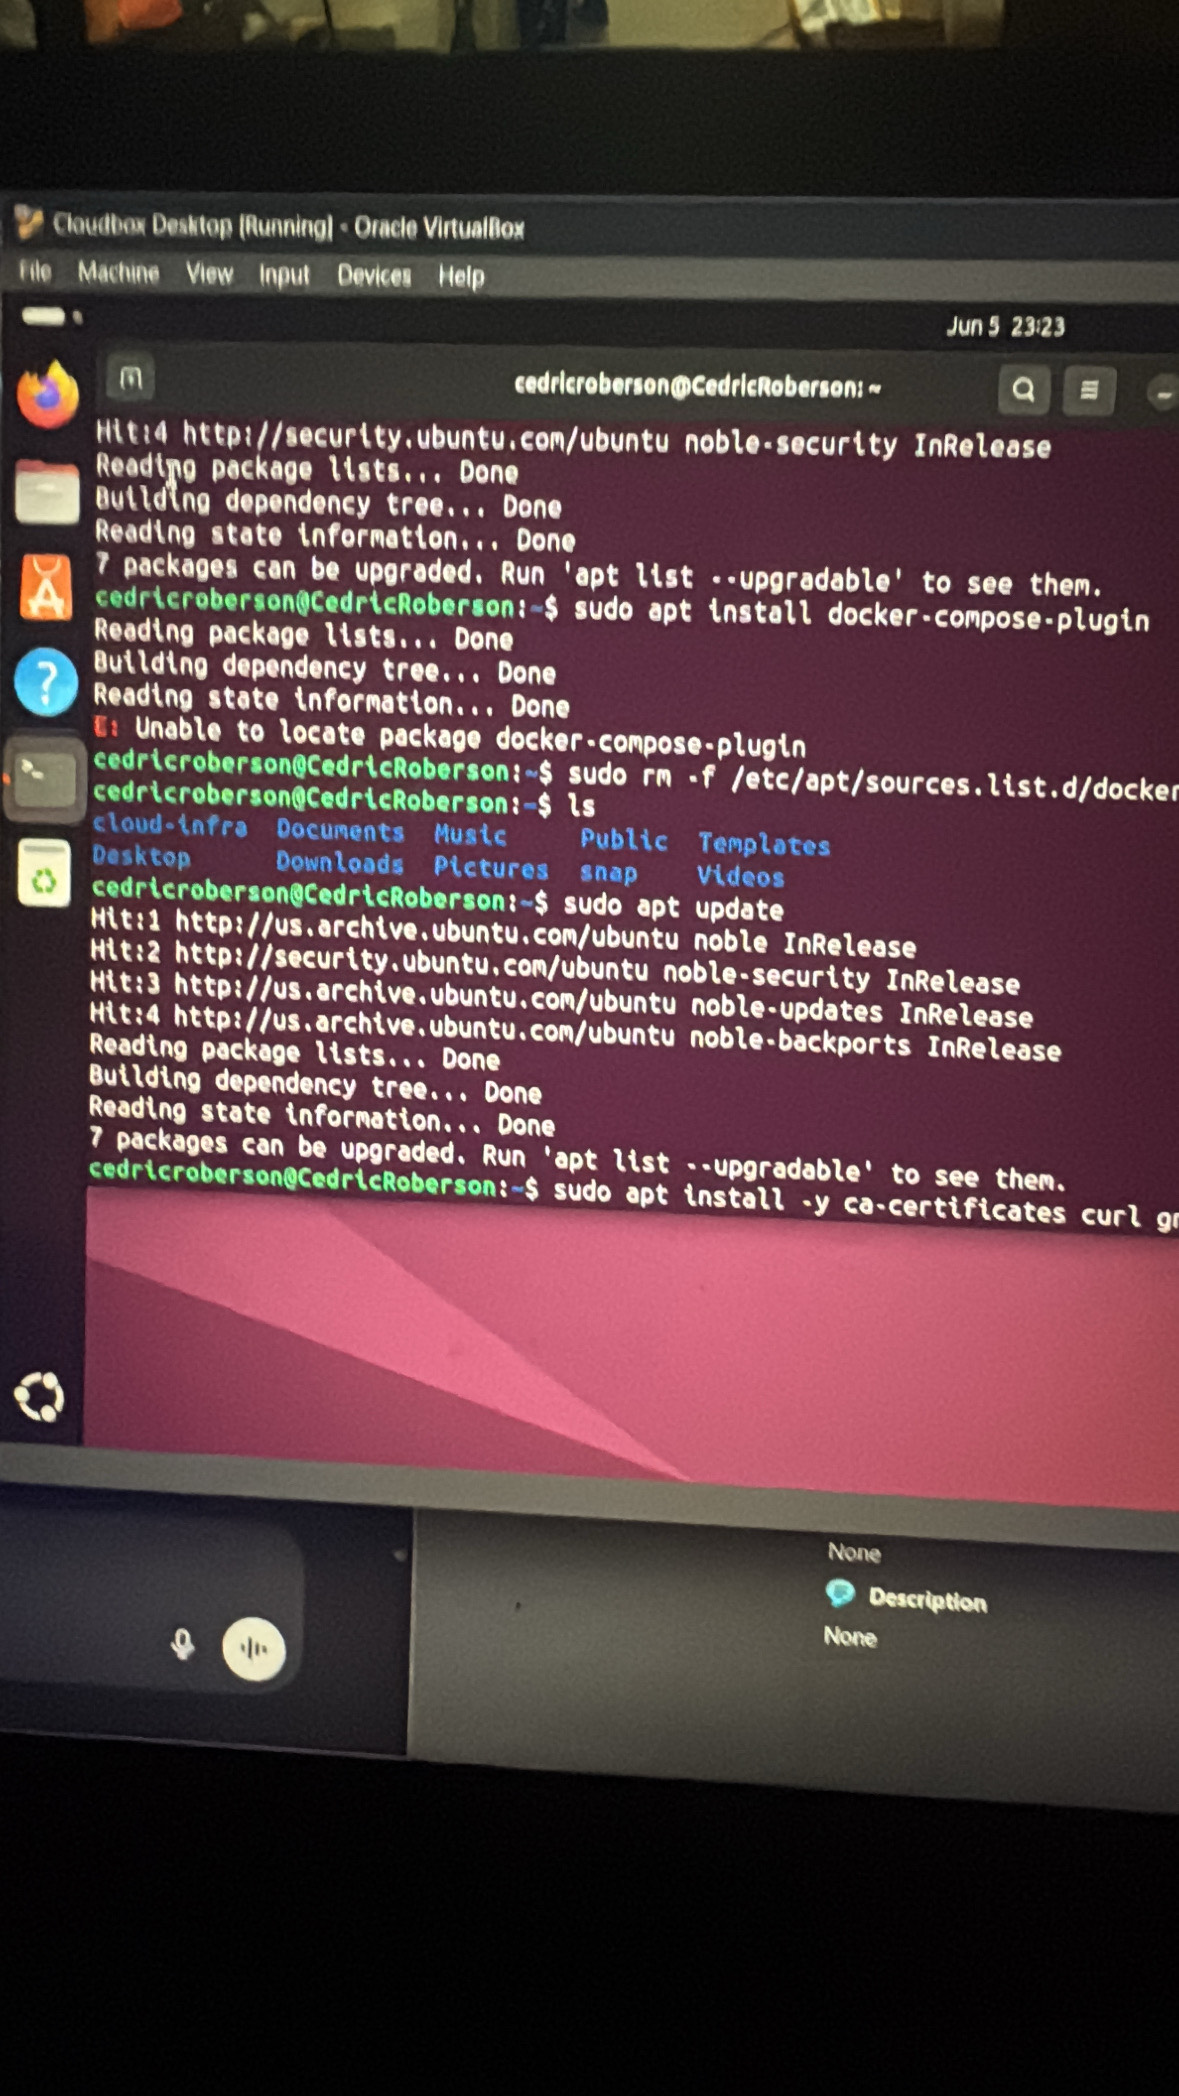 Cloudbox Desktop [Running] - Oracle VirtualBox
File Machine View Input Devices Help
Jun 5 23:23
cedricroberson@CedricRoberson: ~
Hit:4 http://security.ubuntu.com/ubuntu noble-security InRelease
Reading package lists... Done
Building dependency tree... Done
Reading state information... Done
7 packages can be upgraded. Run 'apt list --upgradable' to see them.
cedricroberson@CedricRoberson:~$ sudo apt install docker-compose-plugin
Reading package lists... Done
Building dependency tree... Done
Reading state information... Done
E: Unable to locate package docker-compose-plugin
cedricroberson@CedricRoberson:~$ sudo rm -f /etc/apt/sources.list.d/docker
cedricroberson@CedricRoberson:~$ ls
cloud-infra Documents Music Public Templates
Desktop Downloads Pictures snap Videos
cedricroberson@CedricRoberson:~$ sudo apt update
Hit:1 http://us.archive.ubuntu.com/ubuntu noble InRelease
Hit:2 http://security.ubuntu.com/ubuntu noble-security InRelease
Hit:3 http://us.archive.ubuntu.com/ubuntu noble-updates InRelease
Hit:4 http://us.archive.ubuntu.com/ubuntu noble-backports InRelease
Reading package lists... Done
Building dependency tree... Done
Reading state information... Done
7 packages can be upgraded. Run 'apt list --upgradable' to see them.
cedricroberson@CedricRoberson:~$ sudo apt install -y ca-certificates curl
None
Description
None